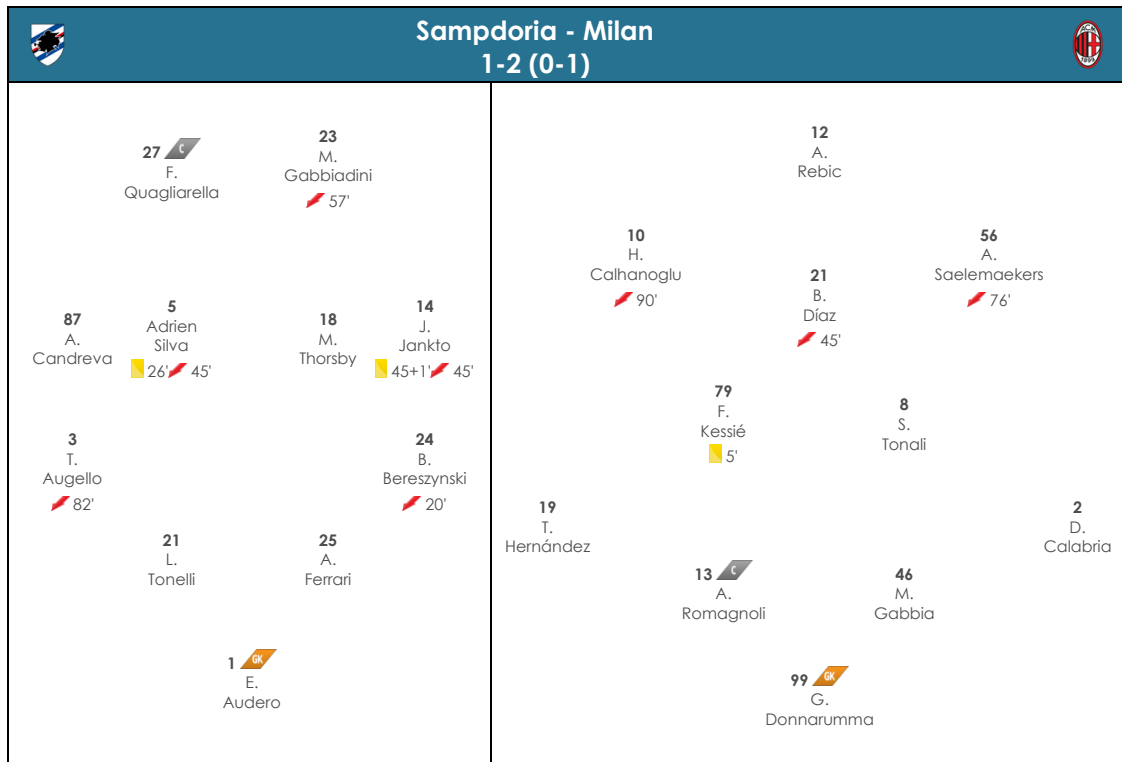 Sampdoria - Milan
1-2 (0-1)
27 C
F.
Quagliarella
23
M.
Gabbiadini
57'
87
A.
Candreva
5
Adrien
Silva
26' 45'
18
M.
Thorsby
14
J.
Jankto
45+1' 45'
3
T.
Augello
82'
24
B.
Bereszynski
20'
21
L.
Tonelli
25
A.
Ferrari
1 GK
E.
Audero
12
A.
Rebic
10
H.
Calhanoglu
90'
21
B.
Díaz
45'
56
A.
Saelemaekers
76'
79
F.
Kessié
5'
8
S.
Tonali
19
T.
Hernández
2
D.
Calabria
13 C
A.
Romagnoli
46
M.
Gabbia
99 GK
G.
Donnarumma